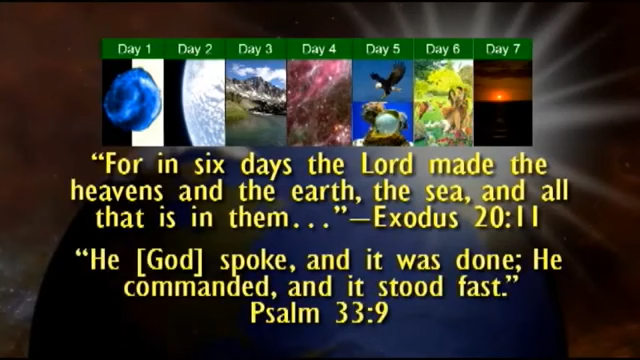 Day 1 Day 2 Day 3 Day 4 Day 5 Day 6 Day 7
“For in six days the Lord made the
heavens and the earth, the sea, and all
that is in them...”—Exodus 20:11
“He [God] spoke, and it was done; He
commanded, and it stood fast.”
Psalm 33:9